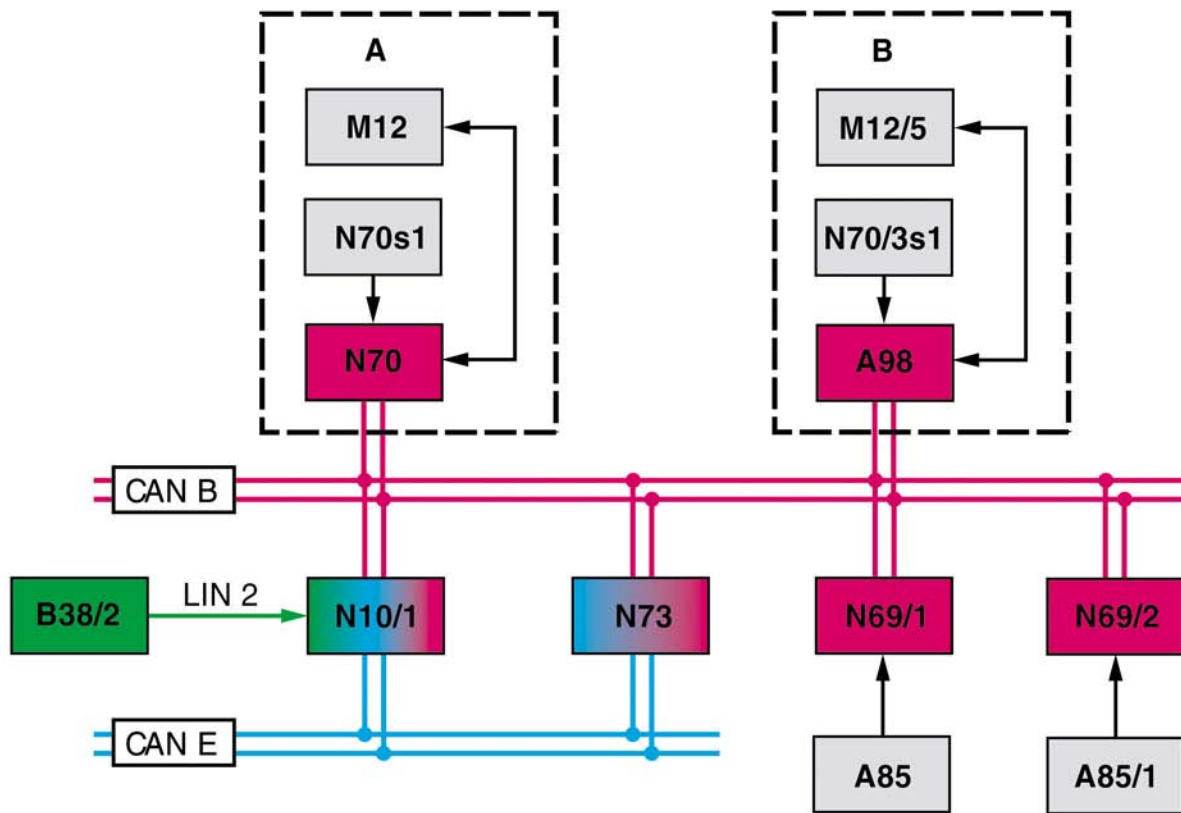 A
B
M12
M12/5
N70s1
N70/3s1
N70
A98
CAN B
B38/2
LIN 2
N10/1
N73
N69/1
N69/2
CAN E
A85
A85/1